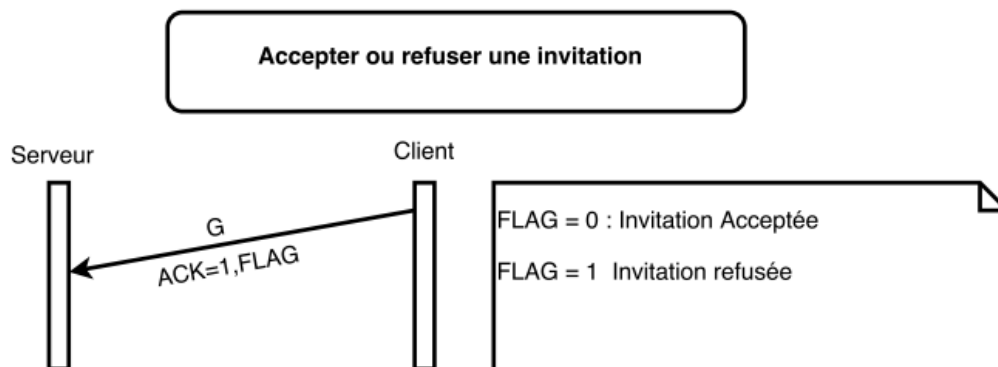 Accepter ou refuser une invitation
Serveur
Client
G
ACK=1,FLAG
FLAG = 0 : Invitation Acceptée
FLAG = 1 Invitation refusée